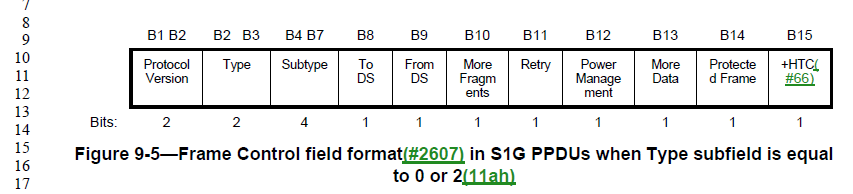 7
8
9 B1 B2 B2 B3 B4 B7 B8 B9 B10 B11 B12 B13 B14 B15
10 Protocol Type Subtype To From More Retry Power More Protecte +HTC(
11 Version DS DS Fragm Manage Data d Frame #66)
12 ents ment
13
14 Bits: 2 2 4 1 1 1 1 1 1 1 1
15 Figure 9-5—Frame Control field format(#2607) in S1G PPDUs when Type subfield is equal
16 to 0 or 2(11ah)
17